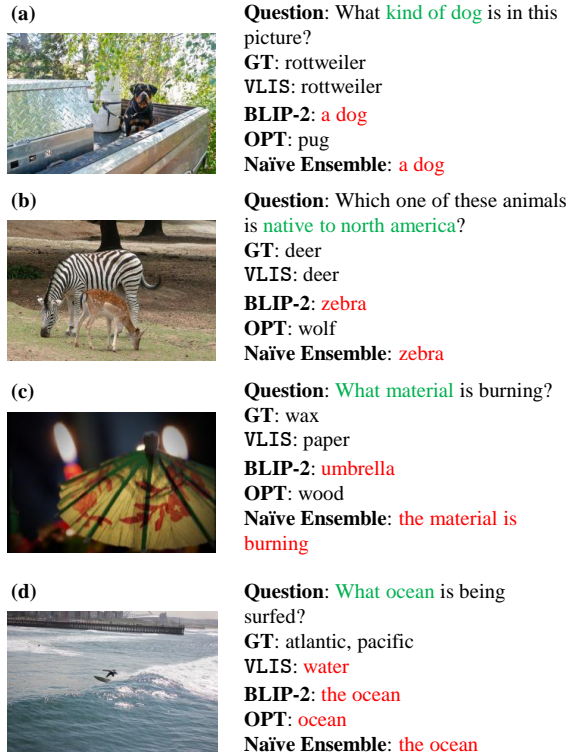 (a)
Question: What kind of dog is in this
picture?
GT: rottweiler
VLIS: rottweiler
BLIP-2: a dog
OPT: pug
Naïve Ensemble: a dog
(b)
Question: Which one of these animals
is native to north america?
GT: deer
VLIS: deer
BLIP-2: zebra
OPT: wolf
Naïve Ensemble: zebra
(c)
Question: What material is burning?
GT: wax
VLIS: paper
BLIP-2: umbrella
OPT: wood
Naïve Ensemble: the material is
burning
(d)
Question: What ocean is being
surfed?
GT: atlantic, pacific
VLIS: water
BLIP-2: the ocean
OPT: ocean
Naïve Ensemble: the ocean